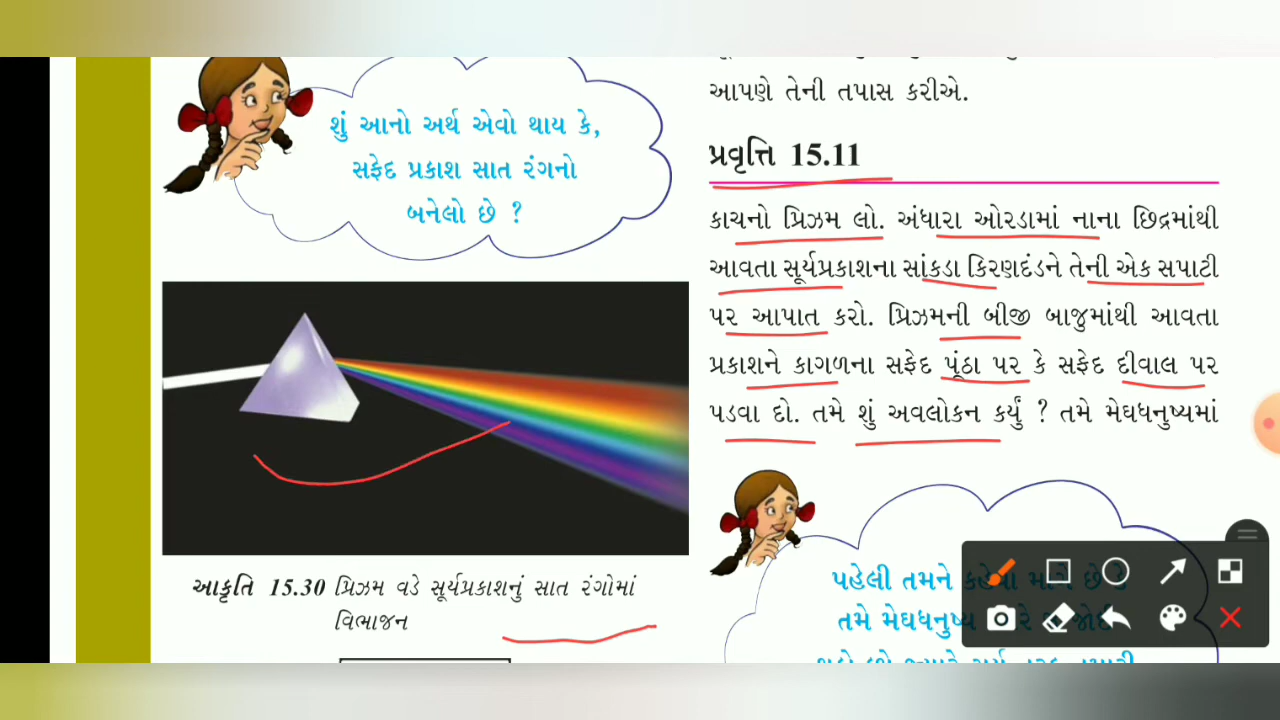 શું આનો અર્થ એવો થાય કે,
સફેદ પ્રકાશ સાત રંગનો
બનેલો છે ?
આકૃતિ 15.30 પ્રિઝમ વડે સૂર્યપ્રકાશનું સાત રંગોમાં
વિભાજન
આપણે તેની તપાસ કરીએ.
પ્રવૃત્તિ 15.11
કાચનો પ્રિઝમ લો. અંધારા ઓરડામાં નાના છિદ્રમાંથી
આવતા સૂર્યપ્રકાશના સાંકડા કિરણદંડને તેની એક સપાટી
પર આપાત કરો. પ્રિઝમની બીજી બાજુમાંથી આવતા
પ્રકાશને કાગળના સફેદ પૂંઠા પર કે સફેદ દીવાલ પર
પડવા દો. તમે શું અવલોકન કર્યું ? તમે મેઘધનુષ્યમાં
પહેલી તમને
તમે મેઘધનુષ્ય